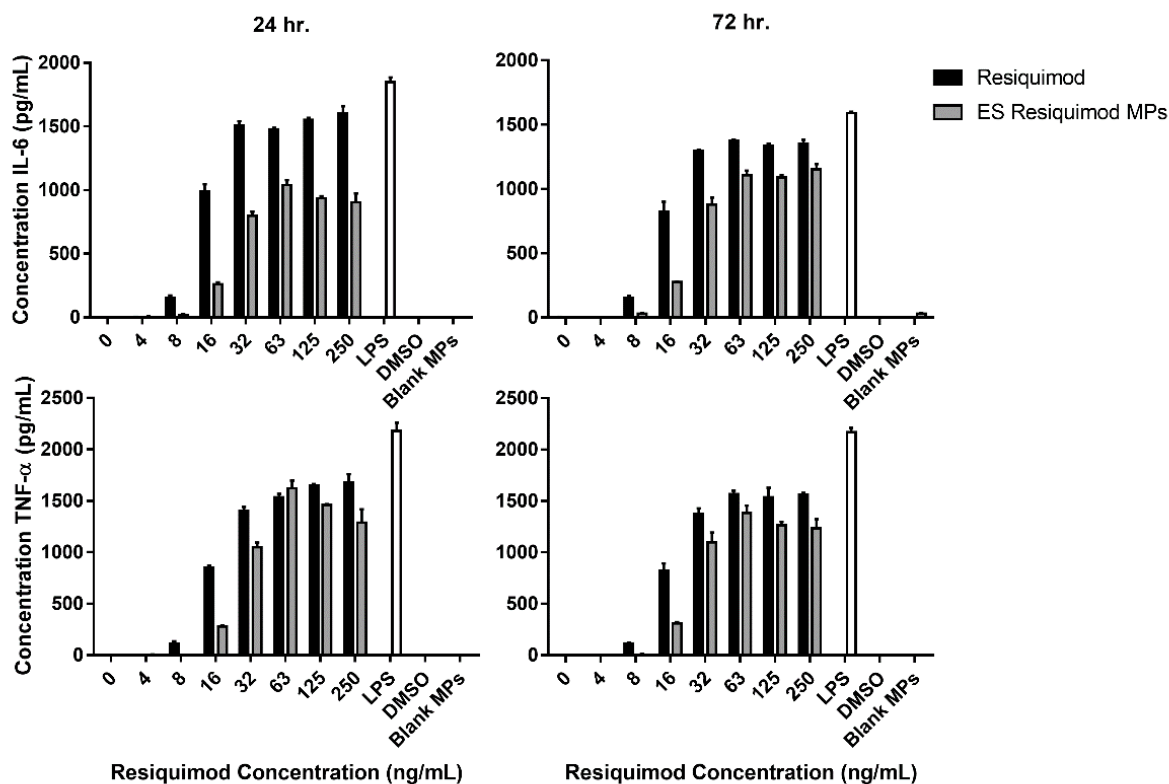 24 hr.
72 hr.
Resiquimod
ES Resiquimod MPs
Concentration IL-6 (pg/mL)
2000
1500
1000
500
0
0 4 8 16 32 63 125 250 LPS DMSO Blank MPs
2000
1500
1000
500
0
0 4 8 16 32 63 125 250 LPS DMSO Blank MPs
Concentration TNF-α (pg/mL)
2500
2000
1500
1000
500
0
0 4 8 16 32 63 125 250 LPS DMSO Blank MPs
Resiquimod Concentration (ng/mL)
2500
2000
1500
1000
500
0
0 4 8 16 32 63 125 250 LPS DMSO Blank MPs
Resiquimod Concentration (ng/mL)